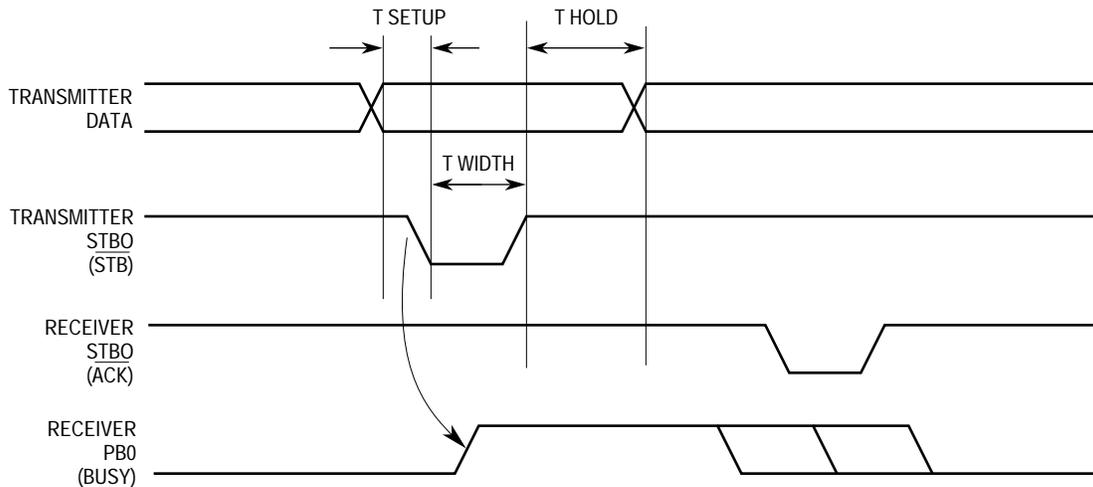 T SETUP
T HOLD
TRANSMITTER
DATA
T WIDTH
TRANSMITTER
STBO
(STB)
RECEIVER
STBO
(ACK)
RECEIVER
PB0
(BUSY)